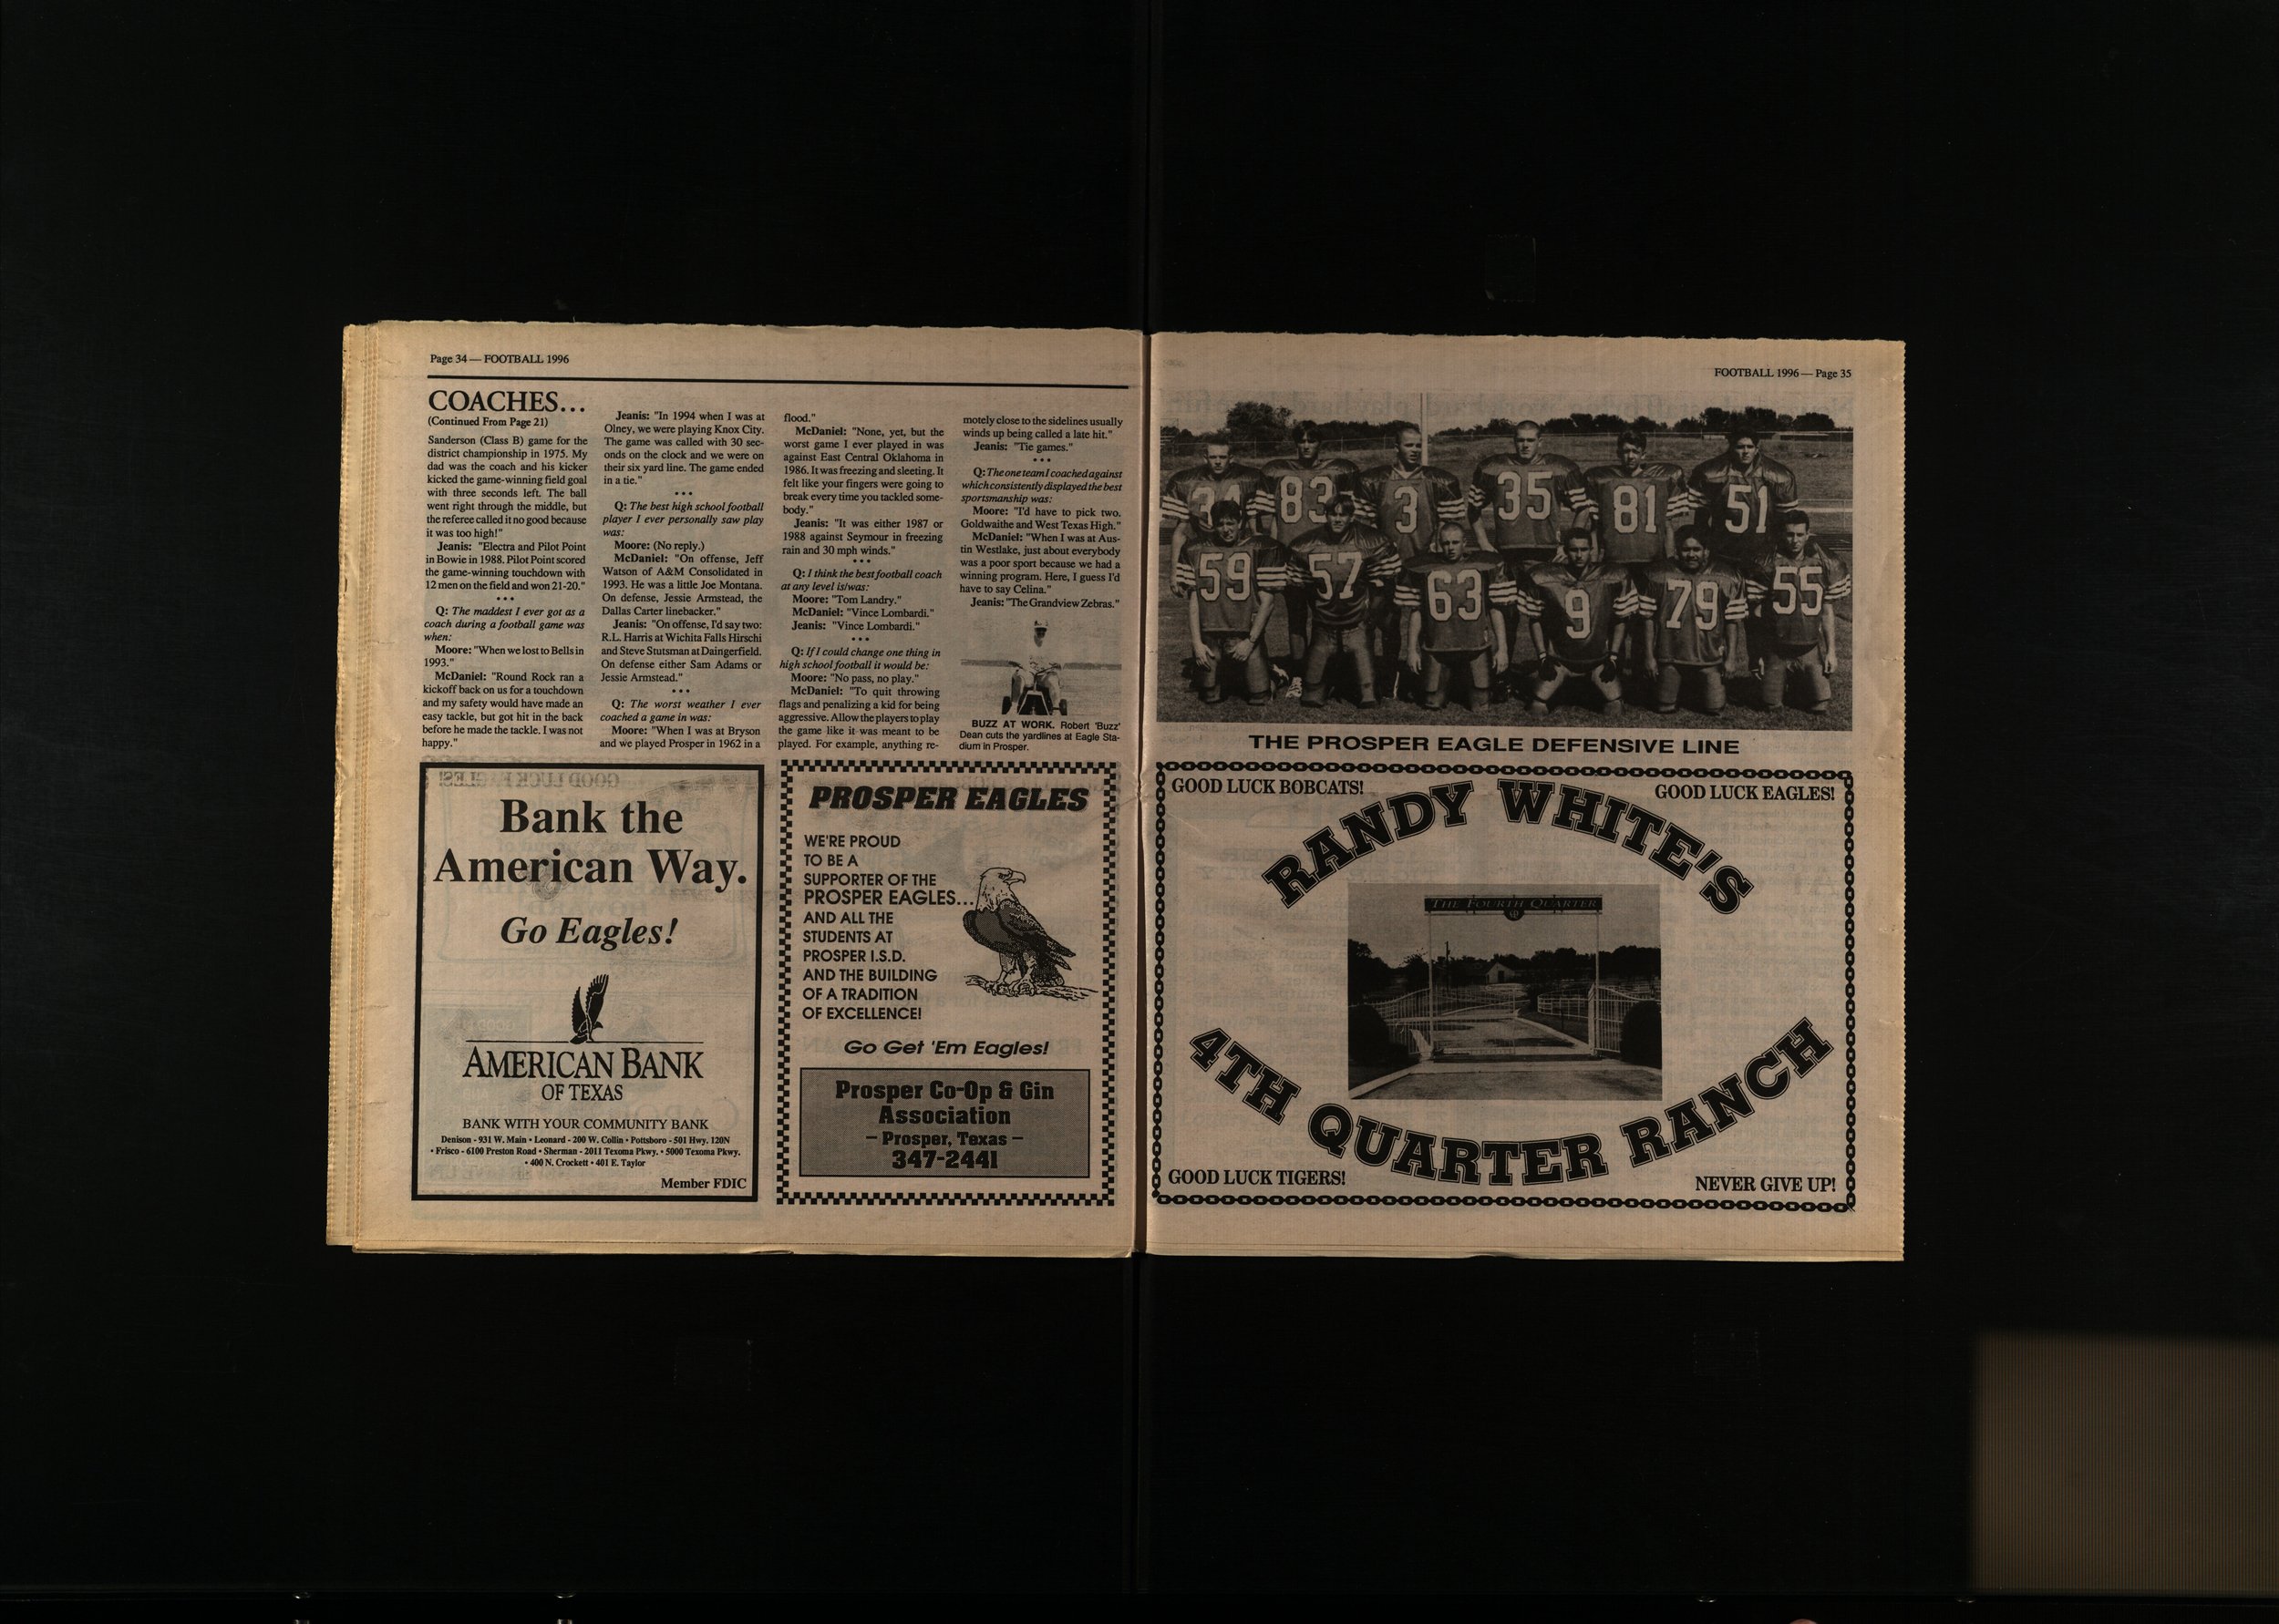 Page 34 — FOOTBALL 1996
COACHES...
(Continued From Page 21)
Sanderson (Class B) game for the
district championship in 1975. My
dad was the coach and his kicker
kicked the game-winning field goal
with three seconds left. The ball
went right through the middle, but
the referee called it no good because
it was too high!"
Jeanis: "Electra and Pilot Point
in Bowie in 1988. Pilot Point scored
the game-winning touchdown with
12 men on the field and won 21-20."
•••
Q: The maddest I ever got as a
coach during a football game was
when:
Moore: "When we lost to Bells in
1993."
McDaniel: "Round Rock ran a
kickoff back on us for a touchdown
and my safety would have made an
easy tackle, but got hit in the back
before he made the tackle. I was not
happy."
Jeanis: "In 1994 when I was at
Olney, we were playing Knox City.
The game was called with 30 sec-
onds on the clock and we were on
their six yard line. The game ended
in a tie."
•••
Q: The best high school football
player I ever personally saw play
was:
Moore: (No reply.)
McDaniel: "On offense, Jeff
Watson of A&M Consolidated in
1993. He was a little Joe Montana.
On defense, Jessie Armstead, the
Dallas Carter linebacker."
Jeanis: "On offense, I'd say two:
R.L. Harris at Wichita Falls Hirschi
and Steve Stutsman at Daingerfield.
On defense either Sam Adams or
Jessie Armstead."
•••
Q: The worst weather I ever
coached a game in was:
Moore: "When I was at Bryson
and we played Prosper in 1962 in a
flood."
McDaniel: "None, yet, but the
worst game I ever played in was
against East Central Oklahoma in
1986. It was freezing and sleeting. It
felt like your fingers were going to
break every time you tackled some-
body."
Jeanis: "It was either 1987 or
1988 against Seymour in freezing
rain and 30 mph winds."
•••
Q: I think the best football coach
at any level is/was:
Moore: "Tom Landry."
McDaniel: "Vince Lombardi."
Jeanis: "Vince Lombardi."
•••
Q: If I could change one thing in
high school football it would be:
Moore: "No pass, no play."
McDaniel: "To quit throwing
flags and penalizing a kid for being
aggressive. Allow the players to play
the game like it was meant to be
played. For example, anything re-
motely close to the sidelines usually
winds up being called a late hit."
Jeanis: "Tie games."
•••
Q: The one team I coached against
which consistently displayed the best
sportsmanship was:
Moore: "I'd have to pick two.
Goldwaithe and West Texas High."
McDaniel: "When I was at Aus-
tin Westlake, just about everybody
was a poor sport because we had a
winning program. Here, I guess I'd
have to say Celina."
Jeanis: "The Grandview Zebras."
BUZZ AT WORK. Robert 'Buzz'
Dean cuts the yardlines at Eagle Sta-
dium in Prosper.
Bank the
American Way.
Go Eagles!
AMERICAN BANK
OF TEXAS
BANK WITH YOUR COMMUNITY BANK
Denison - 931 W. Main • Leonard - 200 W. Collin • Pottsboro - 501 Hwy. 120N
• Frisco - 6100 Preston Road • Sherman - 2011 Texoma Pkwy. • 5000 Texoma Pkwy.
• 400 N. Crockett • 401 E. Taylor
Member FDIC
PROSPER EAGLES
WE'RE PROUD
TO BE A
SUPPORTER OF THE
PROSPER EAGLES...
AND ALL THE
STUDENTS AT
PROSPER I.S.D.
AND THE BUILDING
OF A TRADITION
OF EXCELLENCE!
Go Get 'Em Eagles!
Prosper Co-Op & Gin
Association
– Prosper, Texas –
347-2441
FOOTBALL 1996 — Page 35
34 83 3 35 81 51
59 57 63 9 79 55
THE PROSPER EAGLE DEFENSIVE LINE
GOOD LUCK BOBCATS!
GOOD LUCK EAGLES!
RANDY WHITE'S
THE FOURTH QUARTER
4TH QUARTER RANCH
GOOD LUCK TIGERS!
NEVER GIVE UP!